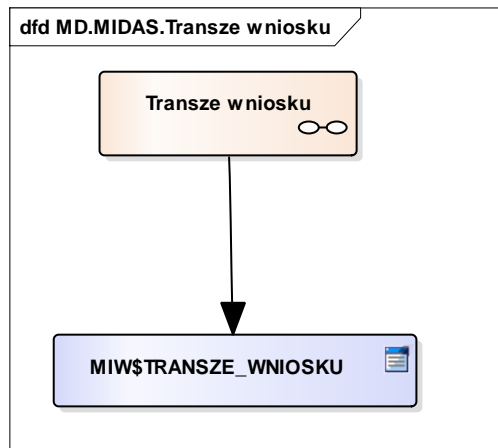 dfd MD.MIDAS.Transze wniosku
Transze wniosku
MIW$TRANSZE_WNIOSKU